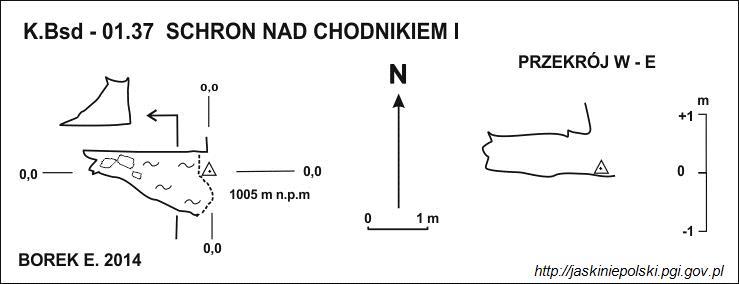 K.Bsd - 01.37 SCHRON NAD CHODNIKIEM I
PRZEKRÓJ W - E
0,0
N
m
+1
0,0
0,0
0
1005 m n.p.m
0 1 m
0,0
-1
BOREK E. 2014
http://jaskiniepolski.pgi.gov.pl